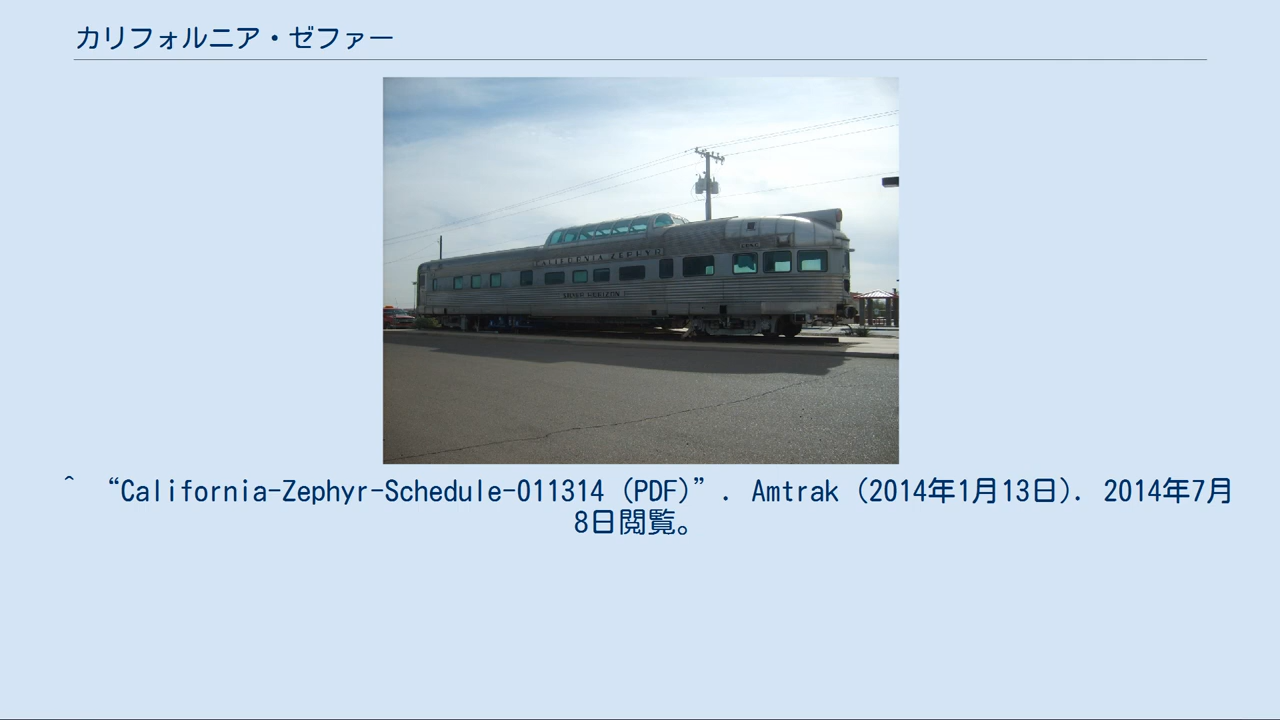 カリフォルニア・ゼファー
CALIFORNIA ZEPHYR
SILVER HORIZON
^ “California-Zephyr-Schedule-011314 (PDF)”. Amtrak (2014年1月13日). 2014年7月
8日閲覧。